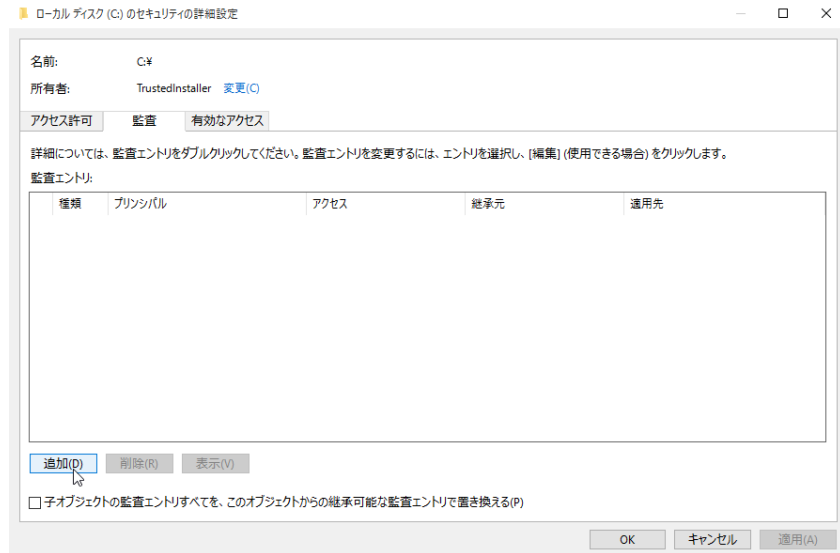 ローカル ディスク (C:) のセキュリティの詳細設定
名前: C:¥
所有者: TrustedInstaller 変更(C)
アクセス許可 監査 有効なアクセス
詳細については、監査エントリをダブルクリックしてください。監査エントリを変更するには、エントリを選択し、[編集] (使用できる場合) をクリックします。
監査エントリ:
種類 プリンシパル アクセス 継承元 適用先
追加(D) 削除(R) 表示(V)
子オブジェクトの監査エントリすべてを、このオブジェクトからの継承可能な監査エントリで置き換える(P)
OK キャンセル 適用(A)